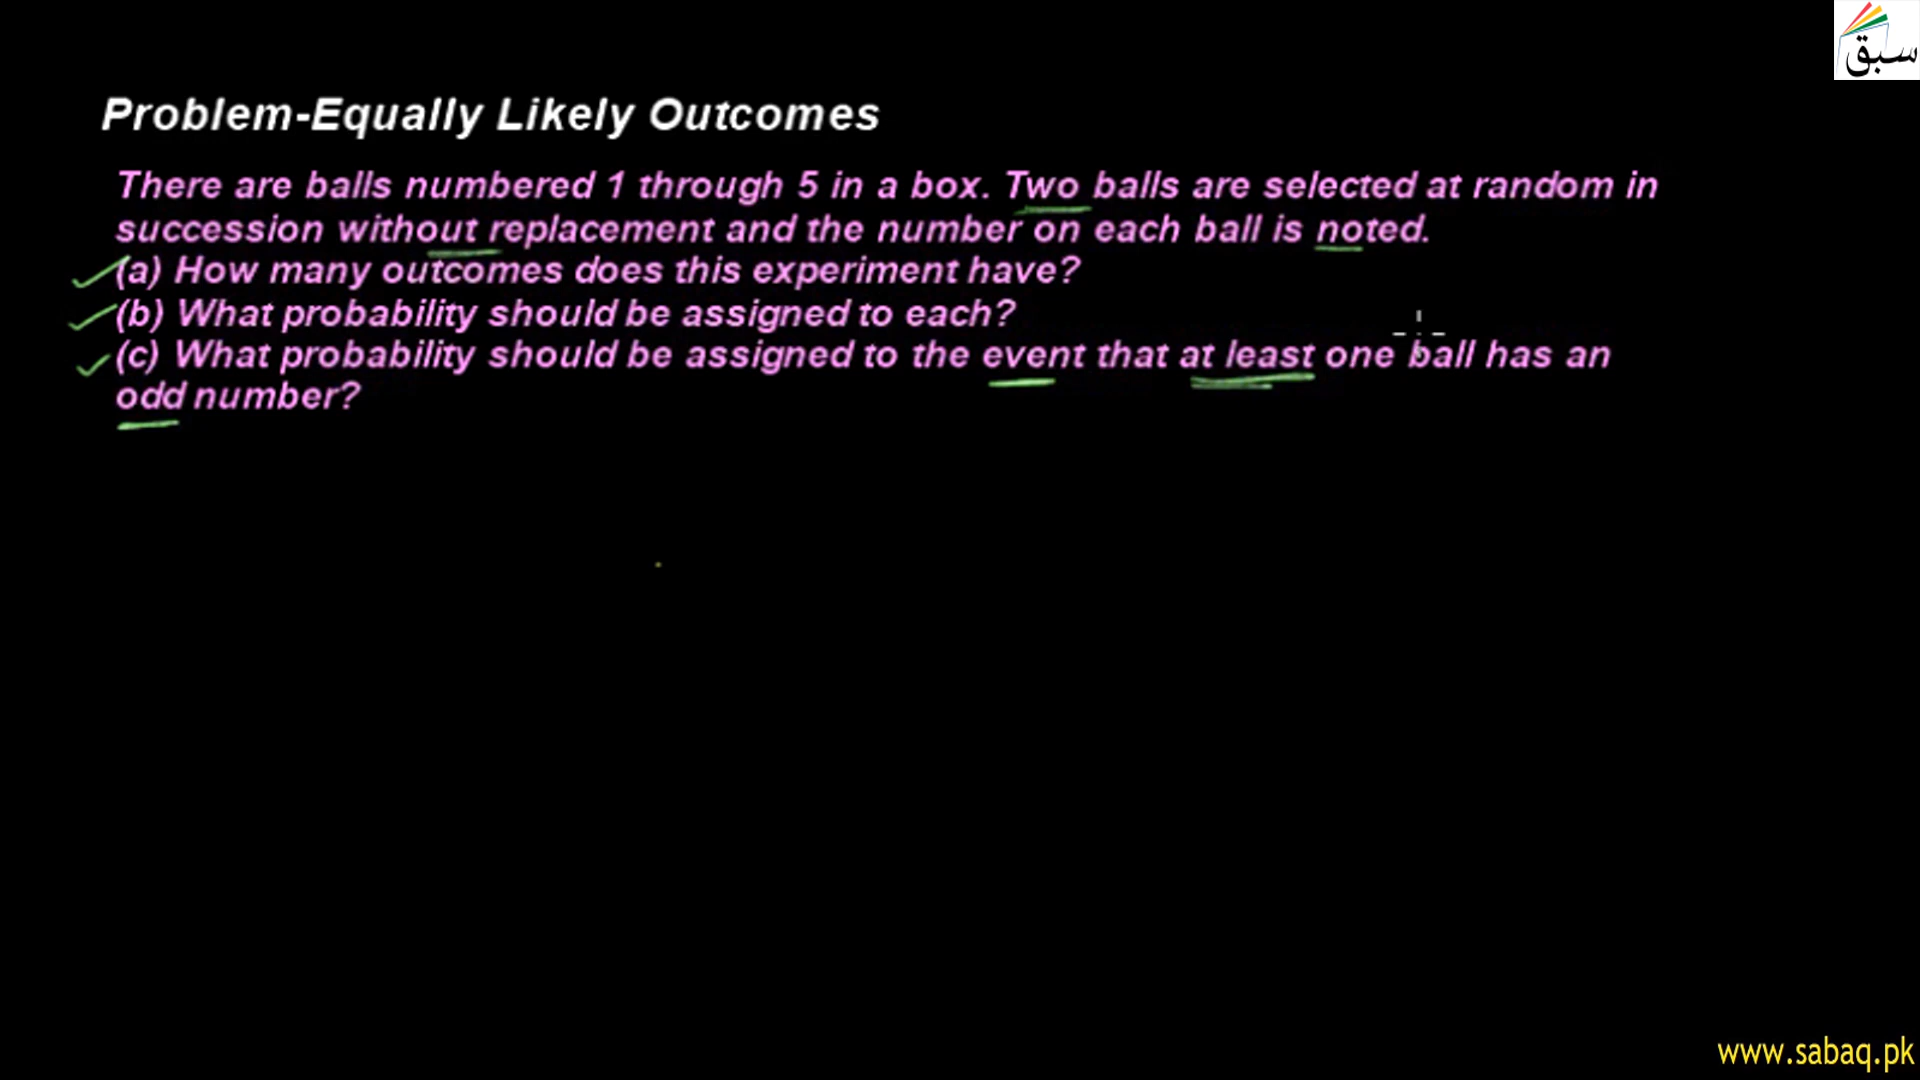 سبق
Problem-Equally Likely Outcomes
There are balls numbered 1 through 5 in a box. Two balls are selected at random in
succession without replacement and the number on each ball is noted.
(a) How many outcomes does this experiment have?
(b) What probability should be assigned to each?
(c) What probability should be assigned to the event that at least one ball has an
odd number?
www.sabaq.pk